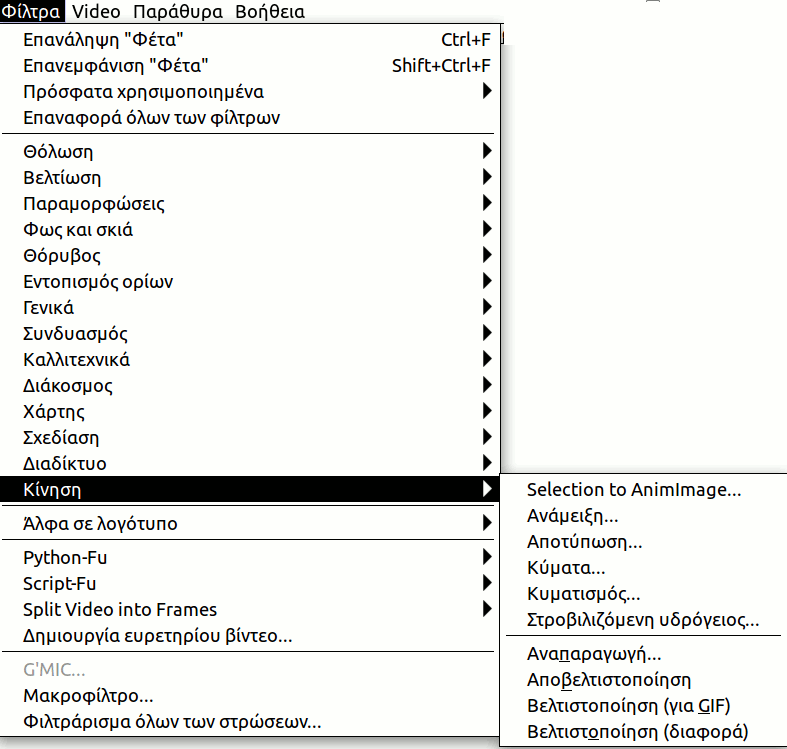 Φίλτρα Video Παράθυρα Βοήθεια
Επανάληψη "Φέτα" Ctrl+F
Επανεμφάνιση "Φέτα" Shift+Ctrl+F
Πρόσφατα χρησιμοποιημένα
Επαναφορά όλων των φίλτρων
Θόλωση
Βελτίωση
Παραμορφώσεις
Φως και σκιά
Θόρυβος
Εντοπισμός ορίων
Γενικά
Συνδυασμός
Καλλιτεχνικά
Διάκοσμος
Χάρτης
Σχεδίαση
Διαδίκτυο
Κίνηση
Άλφα σε λογότυπο
Python-Fu
Script-Fu
Split Video into Frames
Δημιουργία ευρετηρίου βίντεο...
G'MIC...
Μακροφίλτρο...
Φιλτράρισμα όλων των στρώσεων...
Selection to AnimImage...
Ανάμειξη...
Αποτύπωση...
Κύματα...
Κυματισμός...
Στροβιλιζόμενη υδρόγειος...
Αναπαραγωγή...
Αποβελτιστοποίηση
Βελτιστοποίηση (για GIF)
Βελτιστοποίηση (διαφορά)